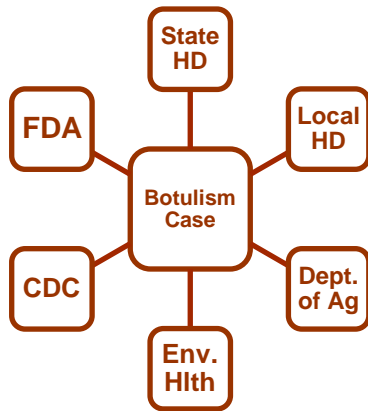 State
HD
FDA
Local
HD
Botulism
Case
CDC
Dept.
of Ag
Env.
Hlth